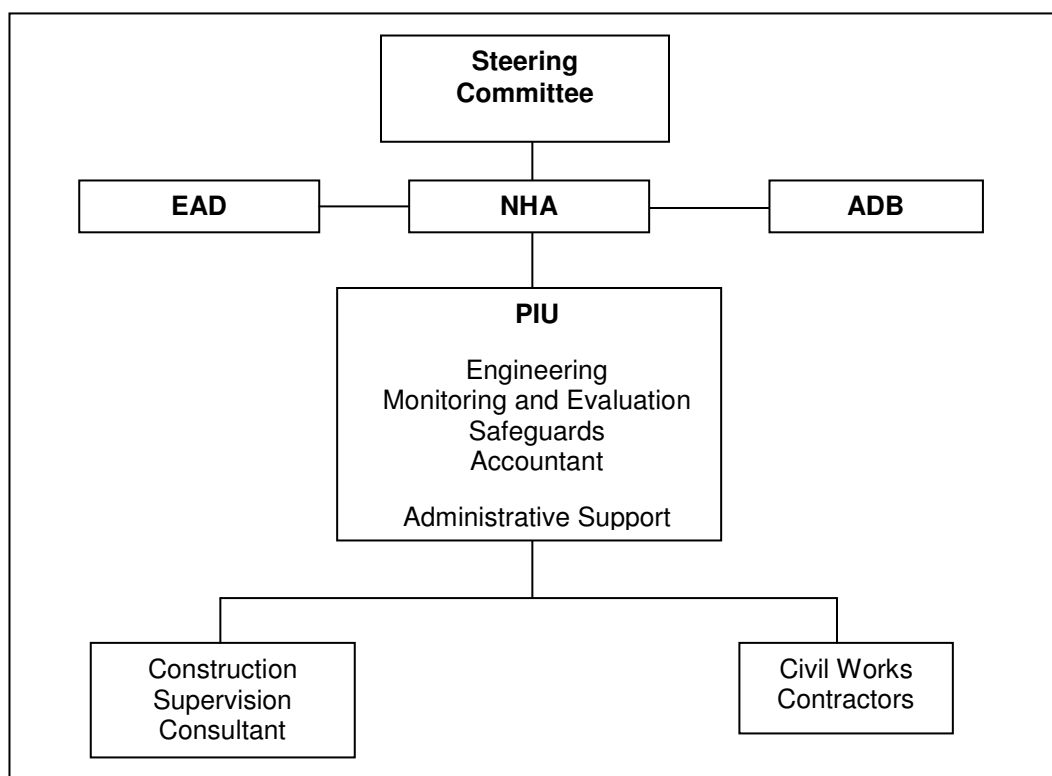 Steering
Committee
EAD
NHA
ADB
PIU
Engineering
Monitoring and Evaluation
Safeguards
Accountant
Administrative Support
Construction
Supervision
Consultant
Civil Works
Contractors